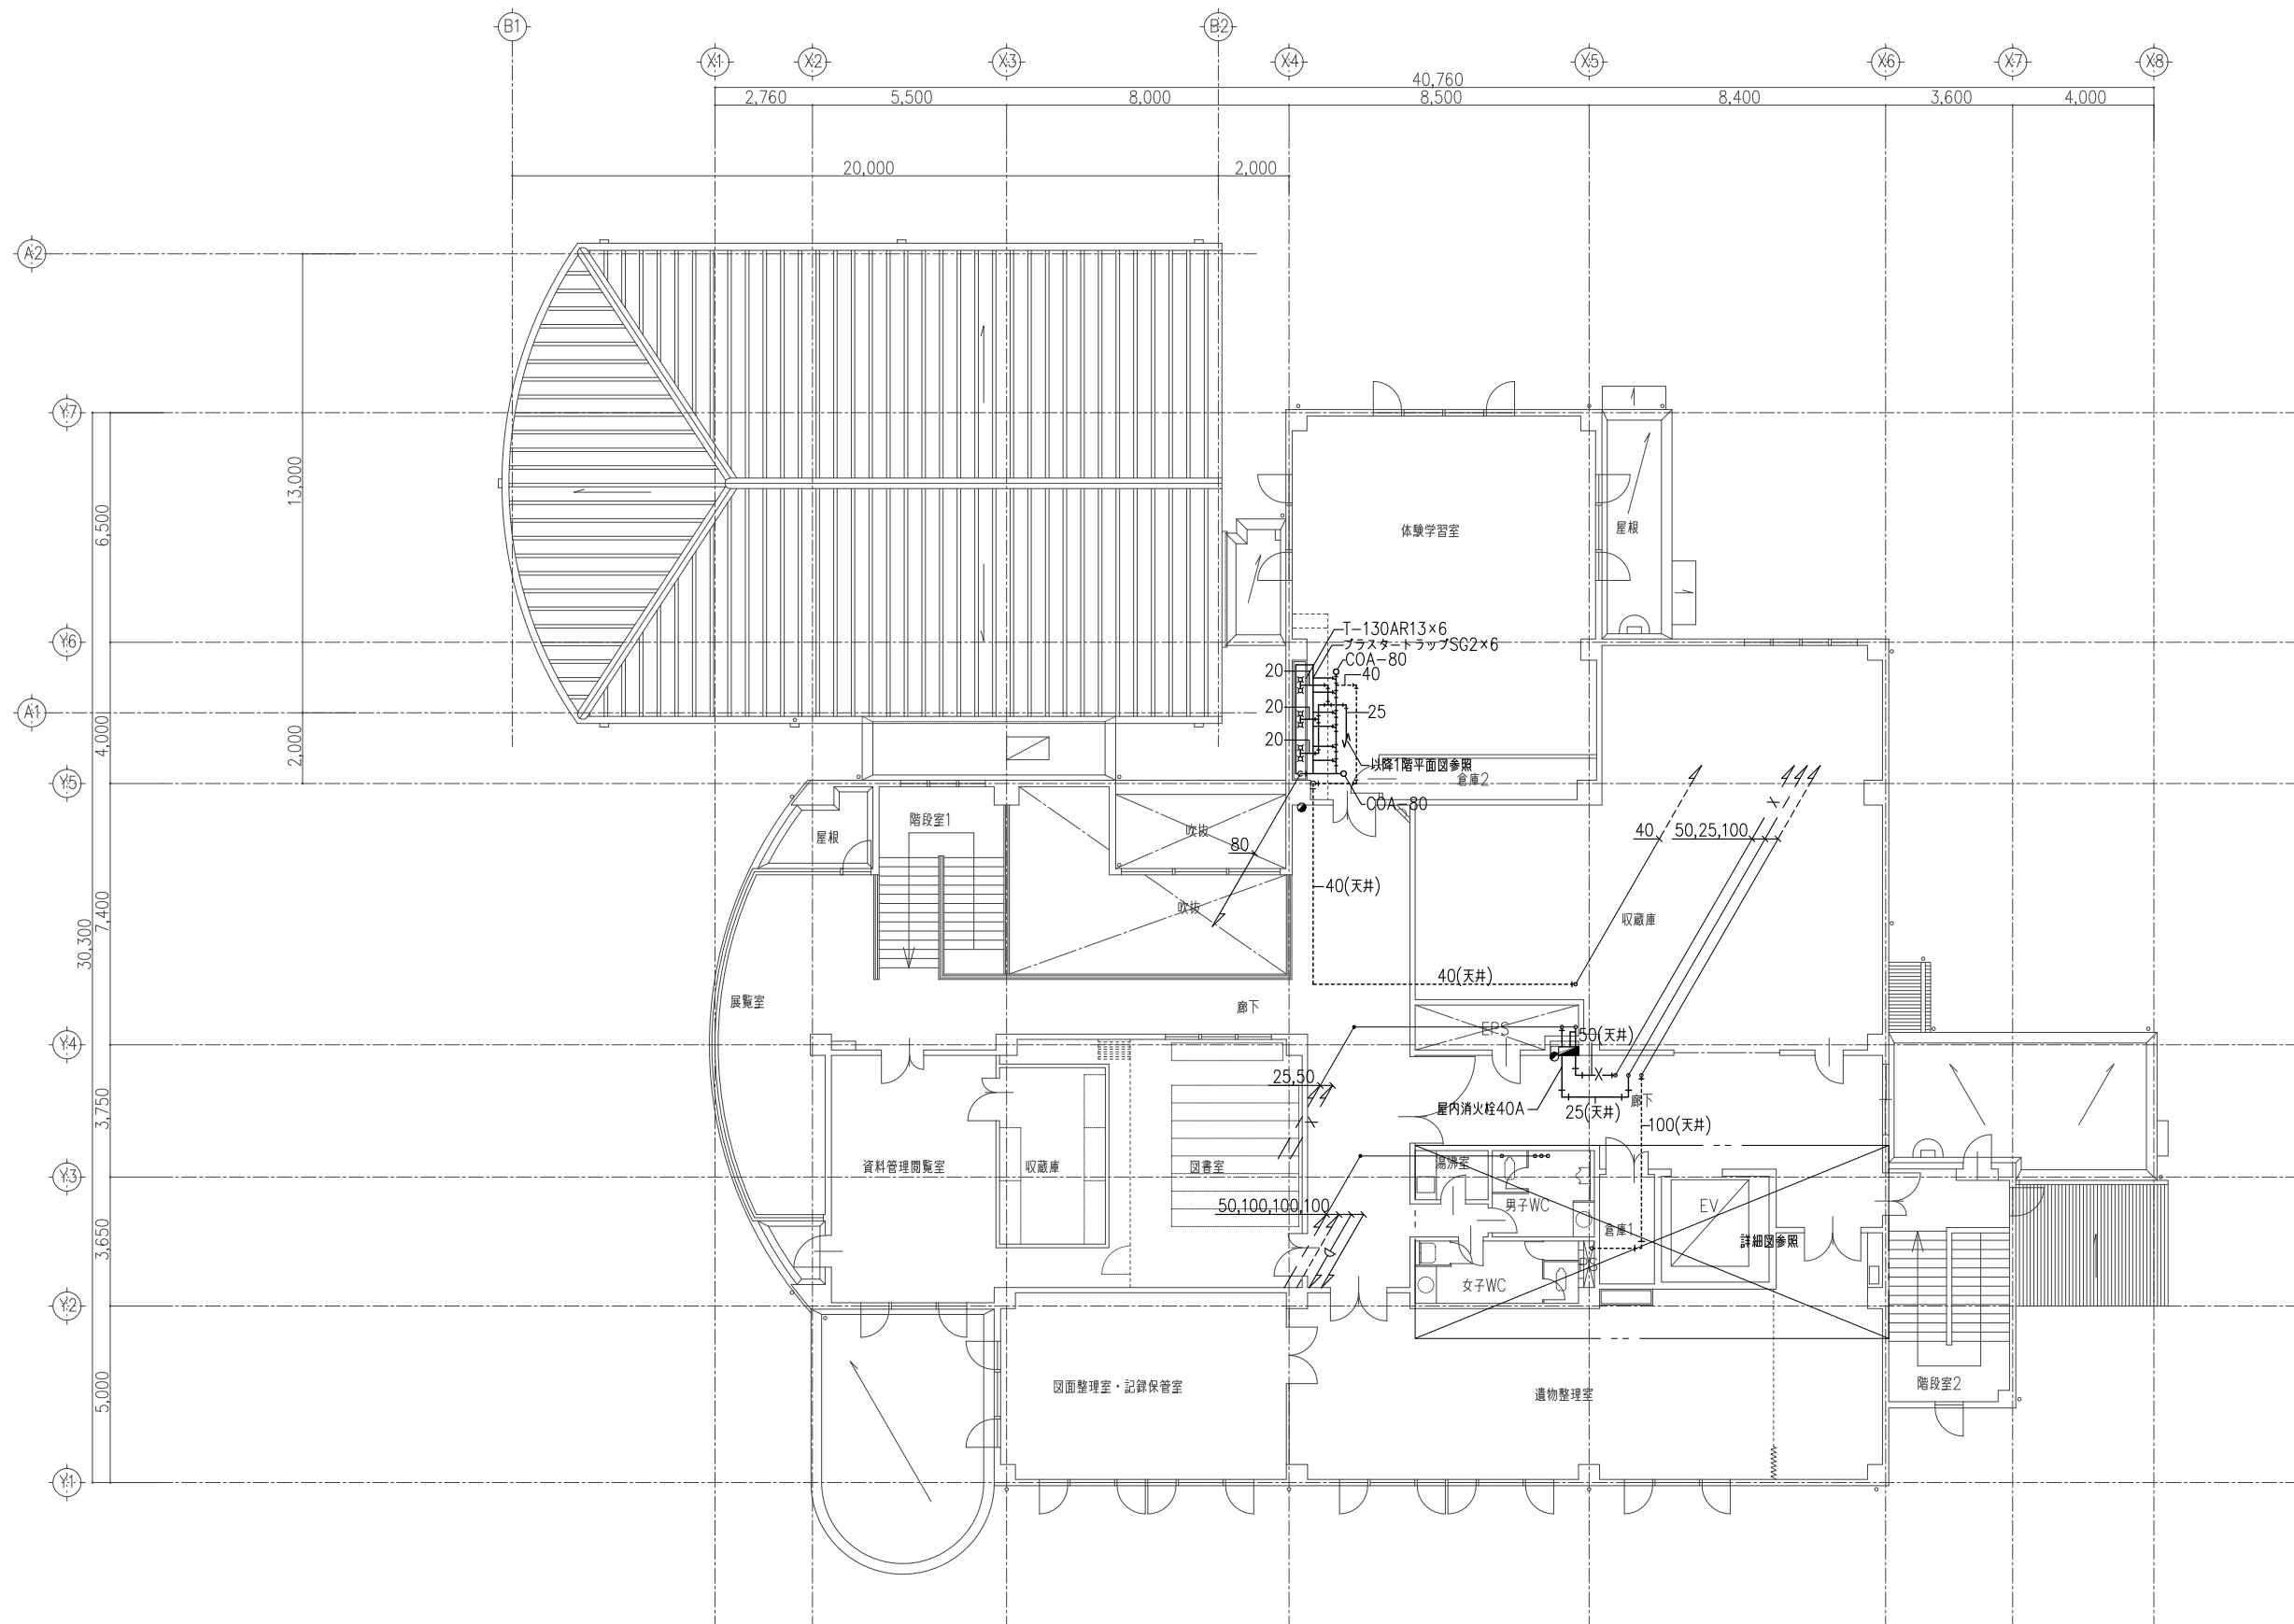 B1
B2
X1
X2
X3
X4
X5
X6
X7
X8
40,760
2,760
5,500
8,000
8,500
8,400
3,600
4,000
20,000
2,000
A2
Y7
13,000
6,500
体験学習室
屋根
T-130AR13×6
プラスタートラップSG2×6
COA-80
40
Y6
20
A1
20
25
4,000
2,000
20
以降1階平面図参照
倉庫2
Y5
COA-80
階段室1
屋根
吹抜
80
40
50,25,100
40(天井)
7,400
吹抜
収蔵庫
30,300
40(天井)
展覧室
廊下
EPS
50(天井)
Y4
25,50
屋内消火栓40A
25(天井)
廊下
100(天井)
3,750
資料管理閲覧室
収蔵庫
図書室
湯沸室
Y3
50,100,100,100
男子WC
EV
倉庫1
詳細図参照
3,650
PS
女子WC
Y2
図面整理室・記録保管室
遺物整理室
階段室2
5,000
Y1